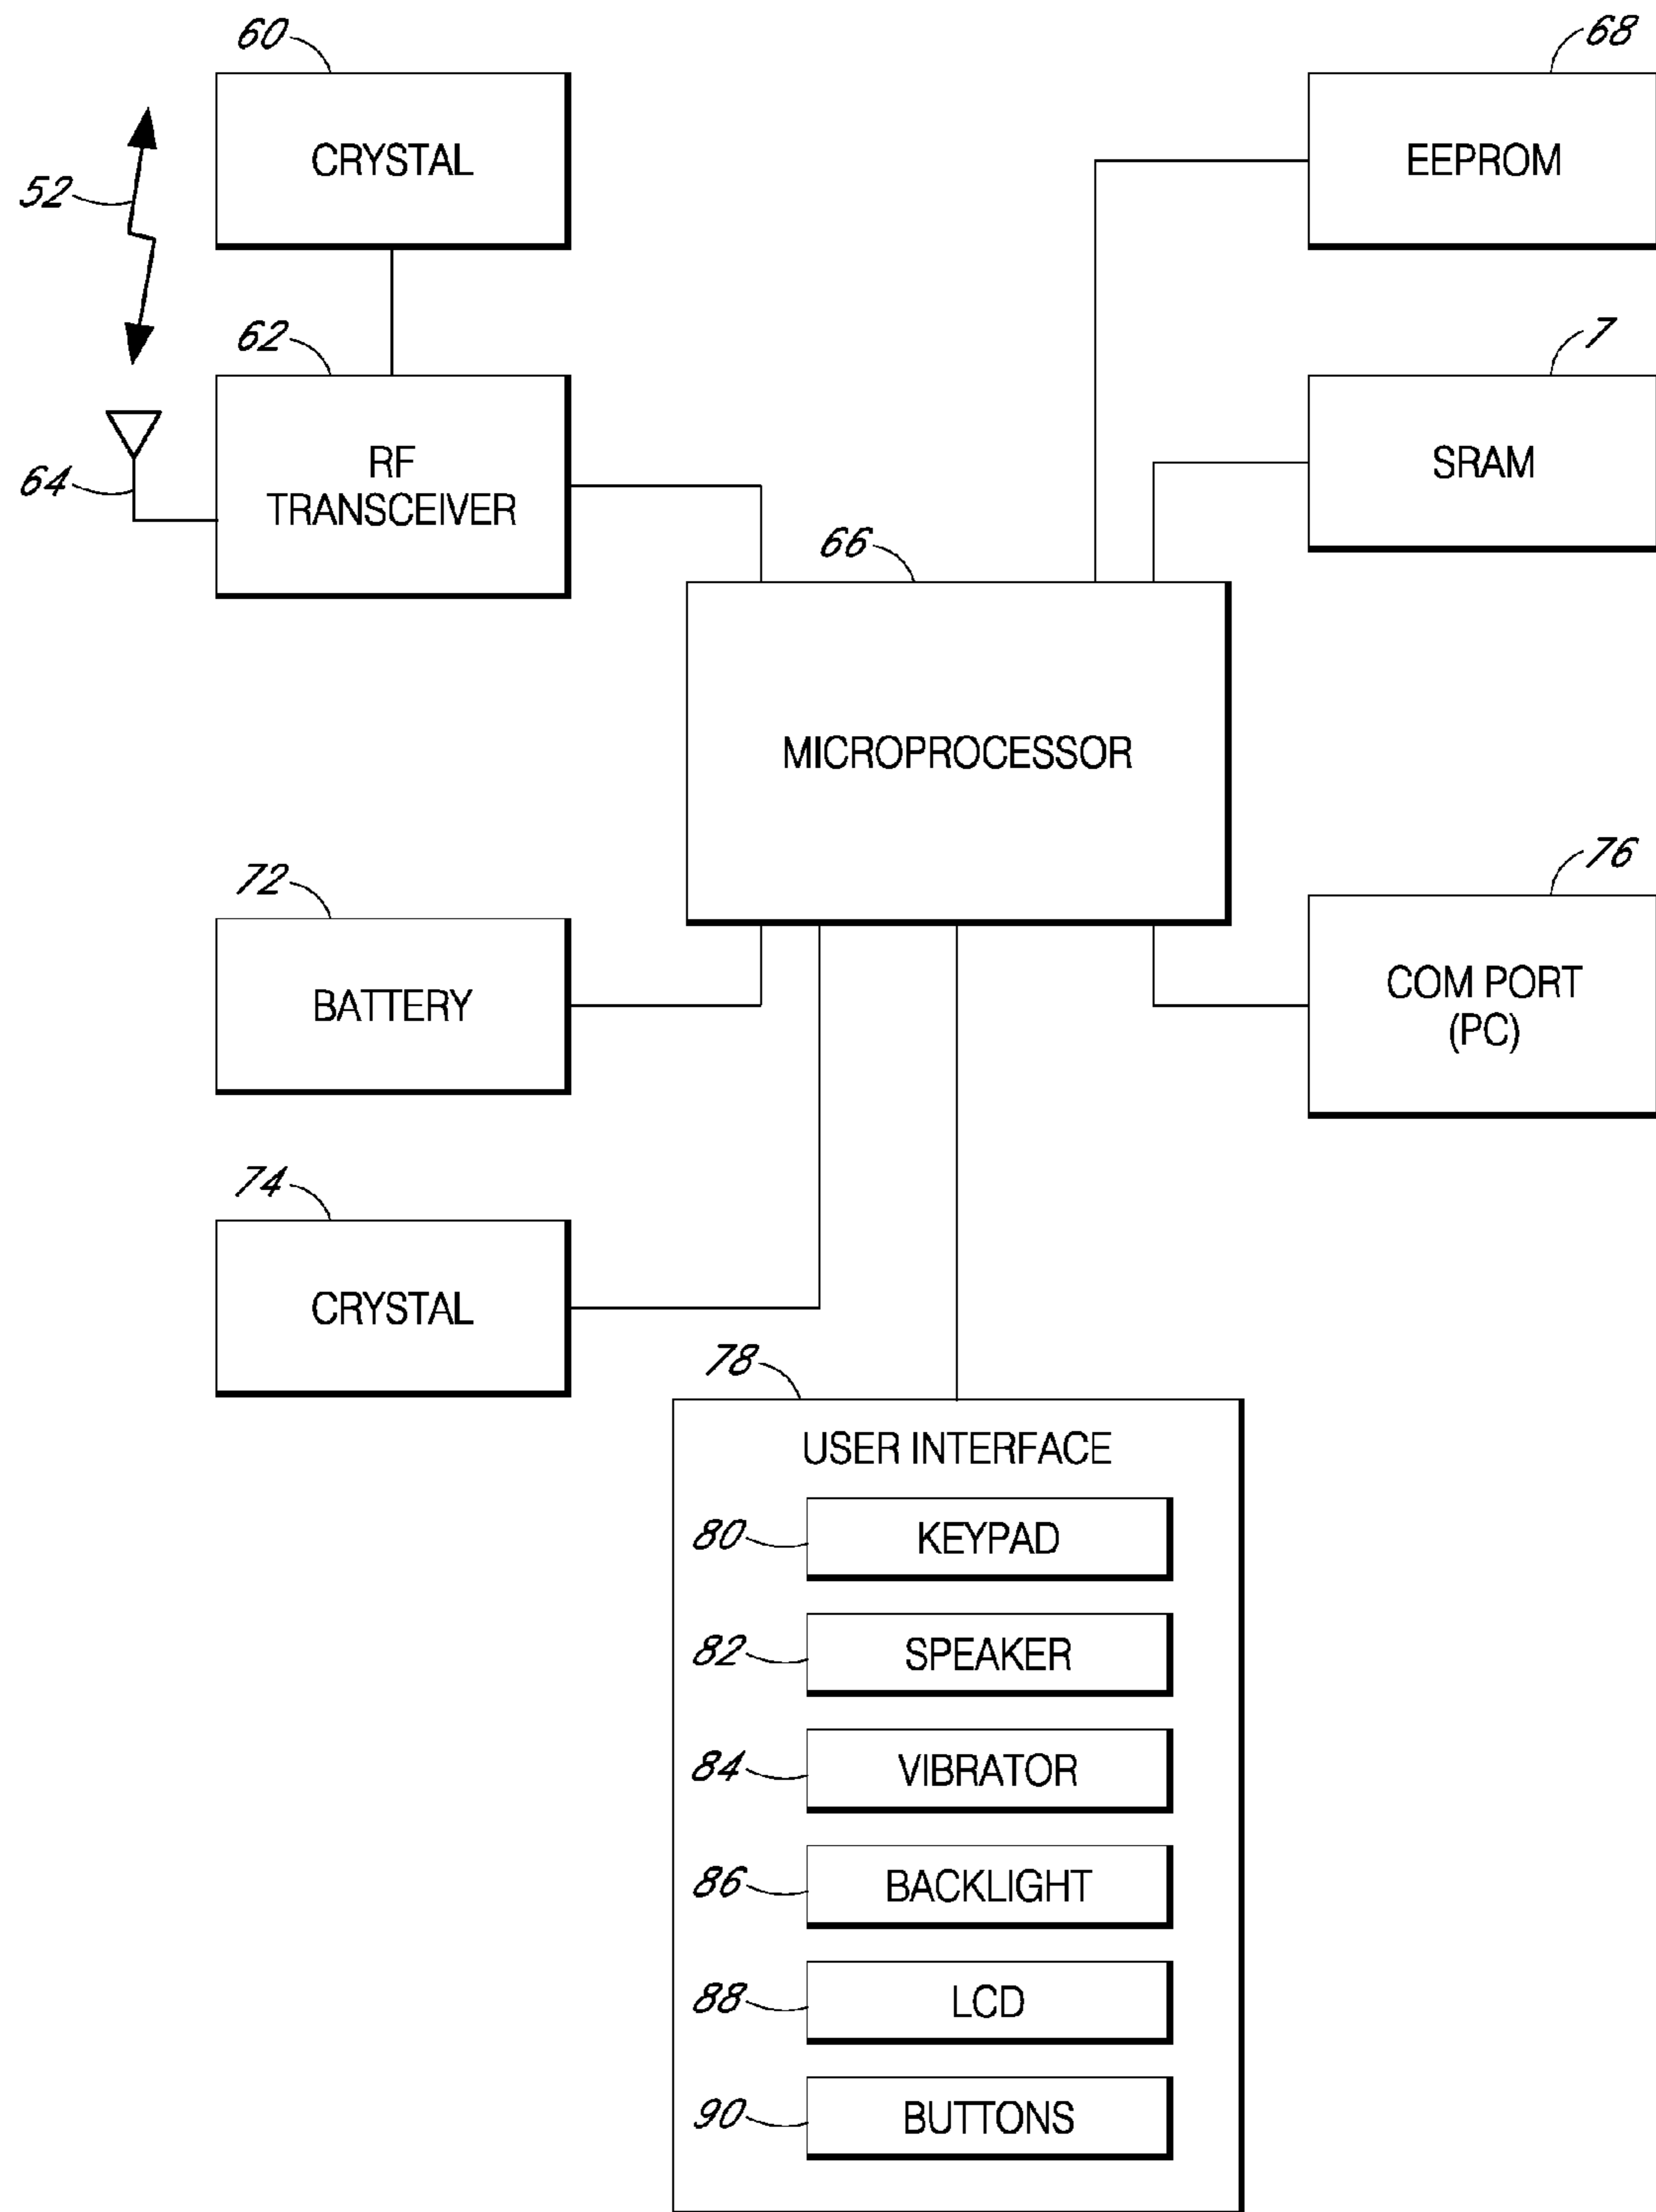 60
CRYSTAL
52
62
RF
TRANSCEIVER
64
68
EEPROM
7
SRAM
66
MICROPROCESSOR
72
BATTERY
76
COM PORT
(PC)
74
CRYSTAL
78
USER INTERFACE
80
KEYPAD
82
SPEAKER
84
VIBRATOR
86
BACKLIGHT
88
LCD
90
BUTTONS